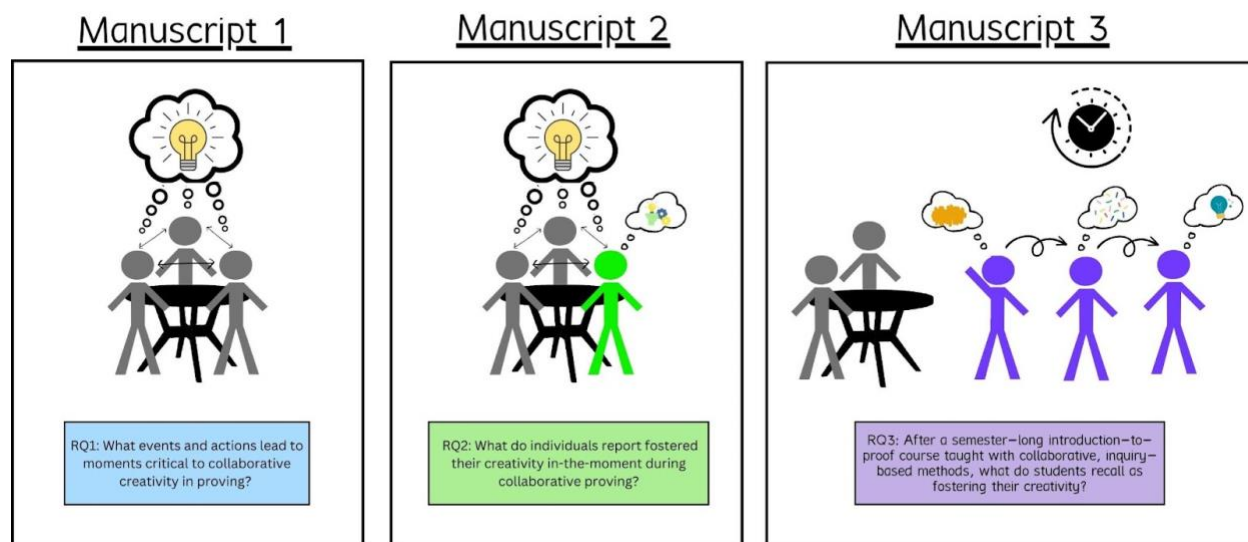 Manuscript 1
Manuscript 2
Manuscript 3
RQ1: What events and actions lead to
moments critical to collaborative
creativity in proving?
RQ2: What do individuals report fostered
their creativity in-the-moment during
collaborative proving?
RQ3: After a semester-long introduction-to-
proof course taught with collaborative, inquiry-
based methods, what do students recall as
fostering their creativity?